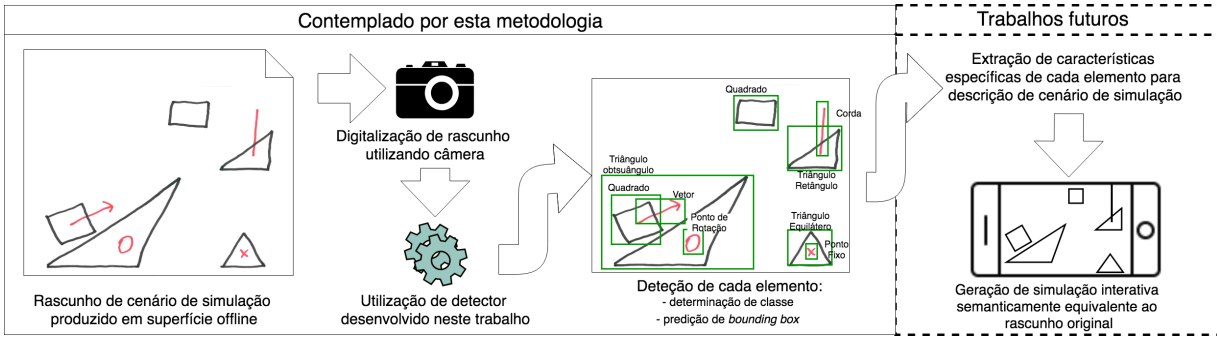 Contemplado por esta metodologia
Trabalhos futuros
Rascunho de cenário de simulação
produzido em superfície offline
Digitalização de rascunho
utilizando câmera
Utilização de detector
desenvolvido neste trabalho
Quadrado
Corda
Triângulo
Retângulo
Triângulo
obtsuângulo
Quadrado
Vetor
Ponto de
Rotação
Triângulo
Equilátero
Ponto
Fixo
Deteção de cada elemento:
- determinação de classe
- predição de bounding box
Extração de características
específicas de cada elemento para
descrição de cenário de simulação
Geração de simulação interativa
semanticamente equivalente ao
rascunho original